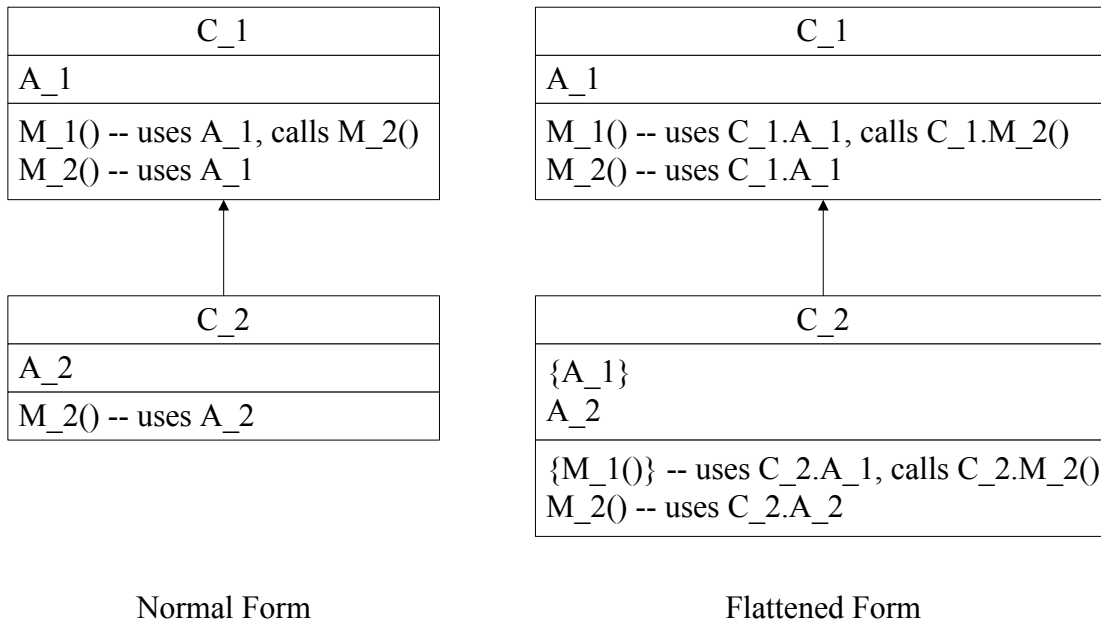 C_1
A_1
M_1() -- uses A_1, calls M_2()
M_2() -- uses A_1
C_2
A_2
M_2() -- uses A_2
Normal Form
C_1
A_1
M_1() -- uses C_1.A_1, calls C_1.M_2()
M_2() -- uses C_1.A_1
C_2
{A_1}
A_2
{M_1()} -- uses C_2.A_1, calls C_2.M_2()
M_2() -- uses C_2.A_2
Flattened Form